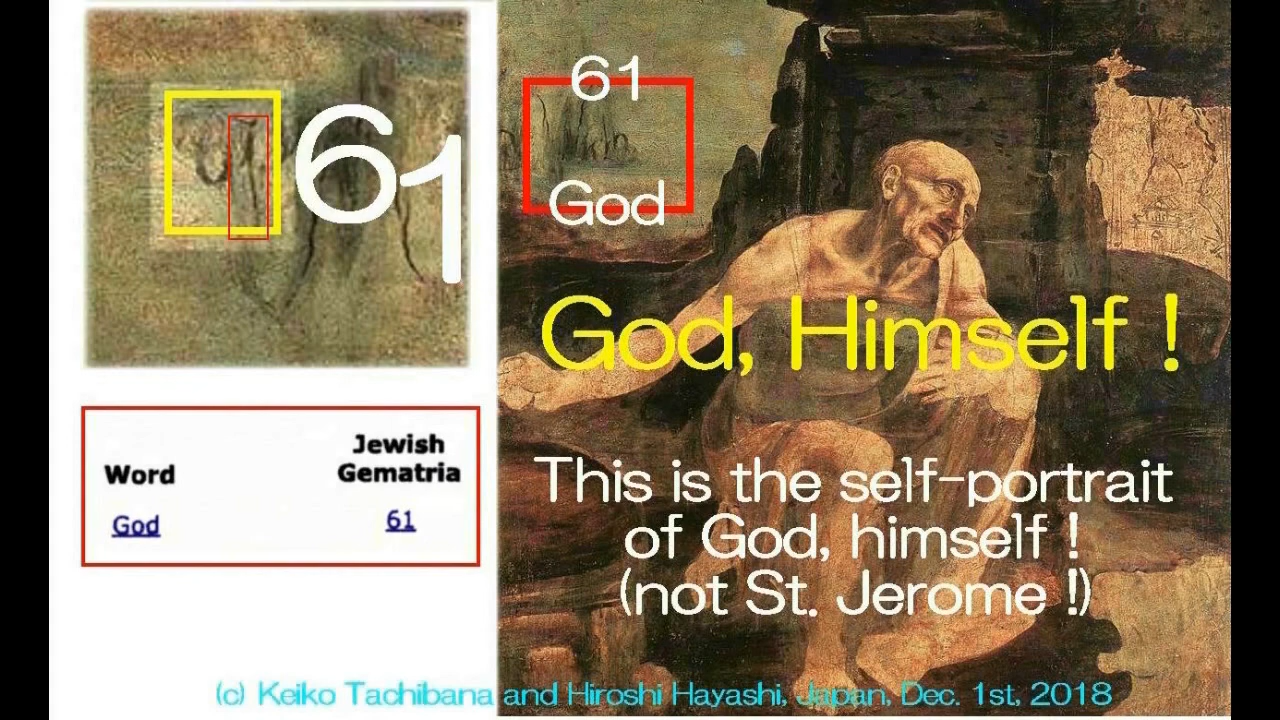 61
61
God
God, Himself !
Word
Jewish
Gematria
God
61
This is the self-portrait
of God, himself !
(not St. Jerome !)
(c) Keiko Tachibana and Hiroshi Hayashi, Japan, Dec. 1st, 2018